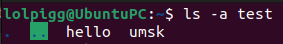 lolpigg@UbuntuPC:~$ ls -a test
.  ..  hello  umsk